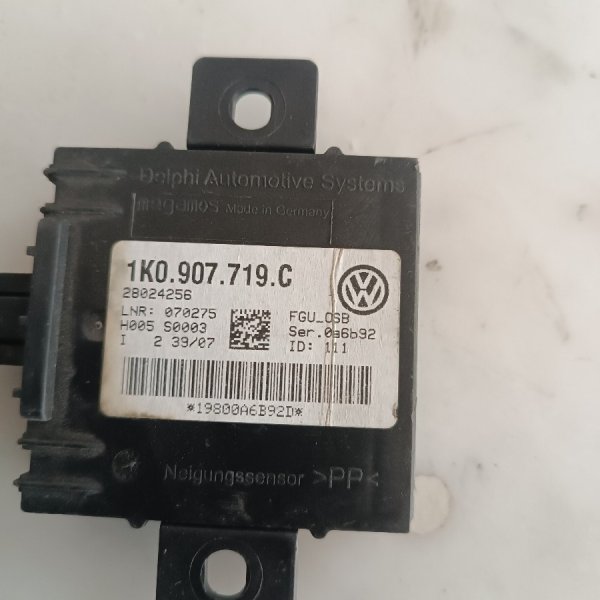 Delphi Automotive Systems
megamos Made in Germany
1K0.907.719.C
28024256
LNR: 070275 FGU_OSB
H005 S0003 Ser.0a6b92
I 2 39/07 ID: 111
*19800A6B92D*
Neigungssensor >PP<